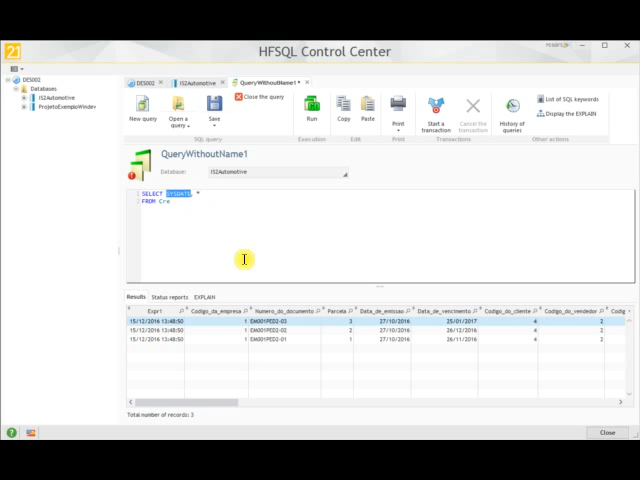 21
HFSQL Control Center
DES002
Databases
IS2Automotive
ProjetoExemploWindev
DES002
IS2Automotive
QueryWithoutName1 *
New query
Open a query
Save
Close the query
Run
Copy
Paste
Print
Start a transaction
Cancel the transaction
History of queries
List of SQL keywords
Display the EXPLAIN
SQL query
Execution
Edit
Print
Transactions
Other actions
QueryWithoutName1
Database:
IS2Automotive
1 SELECT SYSDATE, *
2 FROM Cre
Results Status reports EXPLAIN
Expr1 Codigo_da_empresa Numero_do_documento Parcela Data_de_emissao Data_de_vencimento Codigo_do_cliente Codigo_do_vendedor
15/12/2016 13:48:50 1 EM001PED2-03 3 27/10/2016 25/01/2017 4 2
15/12/2016 13:48:50 1 EM001PED2-02 2 27/10/2016 26/12/2016 4 2
15/12/2016 13:48:50 1 EM001PED2-01 1 27/10/2016 26/11/2016 4 2
Total number of records: 3
Close